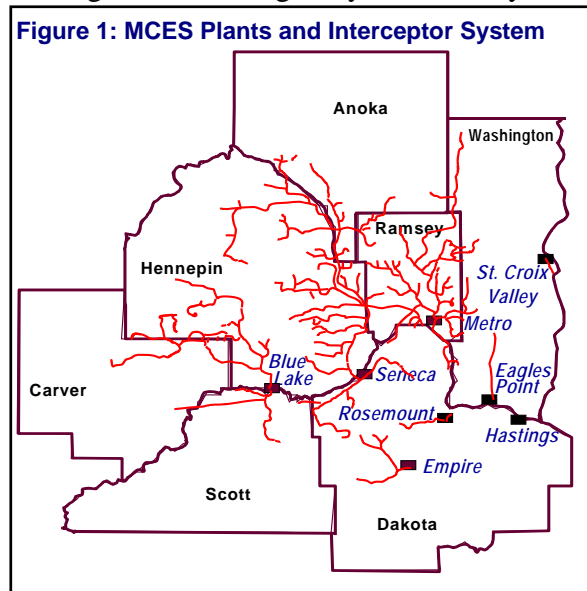 Figure 1: MCES Plants and Interceptor System
Anoka
Washington
Ramsey
Hennepin
St. Croix
Valley
Metro
Blue
Lake
Seneca
Eagles
Point
Carver
Rosemount
Hastings
Empire
Scott
Dakota